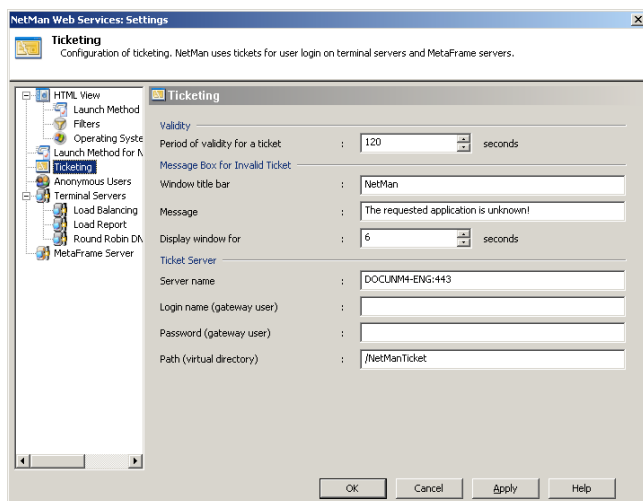 NetMan Web Services: Settings
Ticketing
Configuration of ticketing. NetMan uses tickets for user login on terminal servers and MetaFrame servers.
HTML View
Launch Method
Filters
Operating Syste
Launch Method for N
Ticketing
Anonymous Users
Terminal Servers
Load Balancing
Load Report
Round Robin DN
MetaFrame Server
Ticketing
Validity
Period of validity for a ticket : 120 seconds
Message Box for Invalid Ticket
Window title bar : NetMan
Message : The requested application is unknown!
Display window for : 6 seconds
Ticket Server
Server name : DOCUNM4-ENG:443
Login name (gateway user) :
Password (gateway user) :
Path (virtual directory) : /NetManTicket
OK Cancel Apply Help